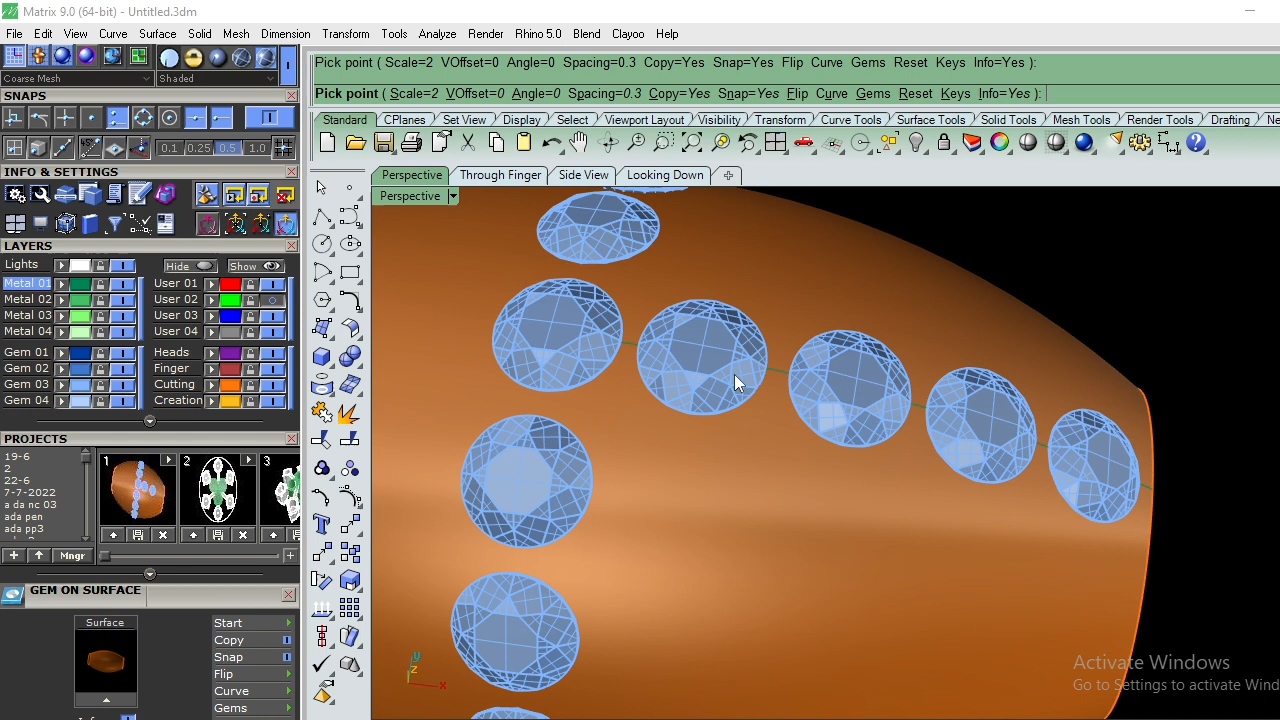 Matrix 9.0 (64-bit) - Untitled.3dm
File Edit View Curve Surface Solid Mesh Dimension Transform Tools Analyze Render Rhino 5.0 Blend Clayoo Help
Coarse Mesh Shaded
Pick point ( Scale=2 VOffset=0 Angle=0 Spacing=0.3 Copy=Yes Snap=Yes Flip Curve Gems Reset Keys Info=Yes ):
Pick point ( Scale=2 VOffset=0 Angle=0 Spacing=0.3 Copy=Yes Snap=Yes Flip Curve Gems Reset Keys Info=Yes ):
SNAPS
0.1 0.25 0.5 1.0
Standard CPlanes Set View Display Select Viewport Layout Visibility Transform Curve Tools Surface Tools Solid Tools Mesh Tools Render Tools Drafting Ne
INFO & SETTINGS
Perspective Through Finger Side View Looking Down
Perspective
LAYERS
Lights Hide Show
Metal 01 User 01
Metal 02 User 02
Metal 03 User 03
Metal 04 User 04
Gem 01 Heads
Gem 02 Finger
Gem 03 Cutting
Gem 04 Creation
PROJECTS
19-6
2
22-6
7-7-2022
a da nc 03
ada pen
ada pp3
1 2 3
Mngr
GEM ON SURFACE
Surface
Start
Copy
Snap
Flip
Curve
Gems
y
z
x
Activate Windows
Go to Settings to activate Wind